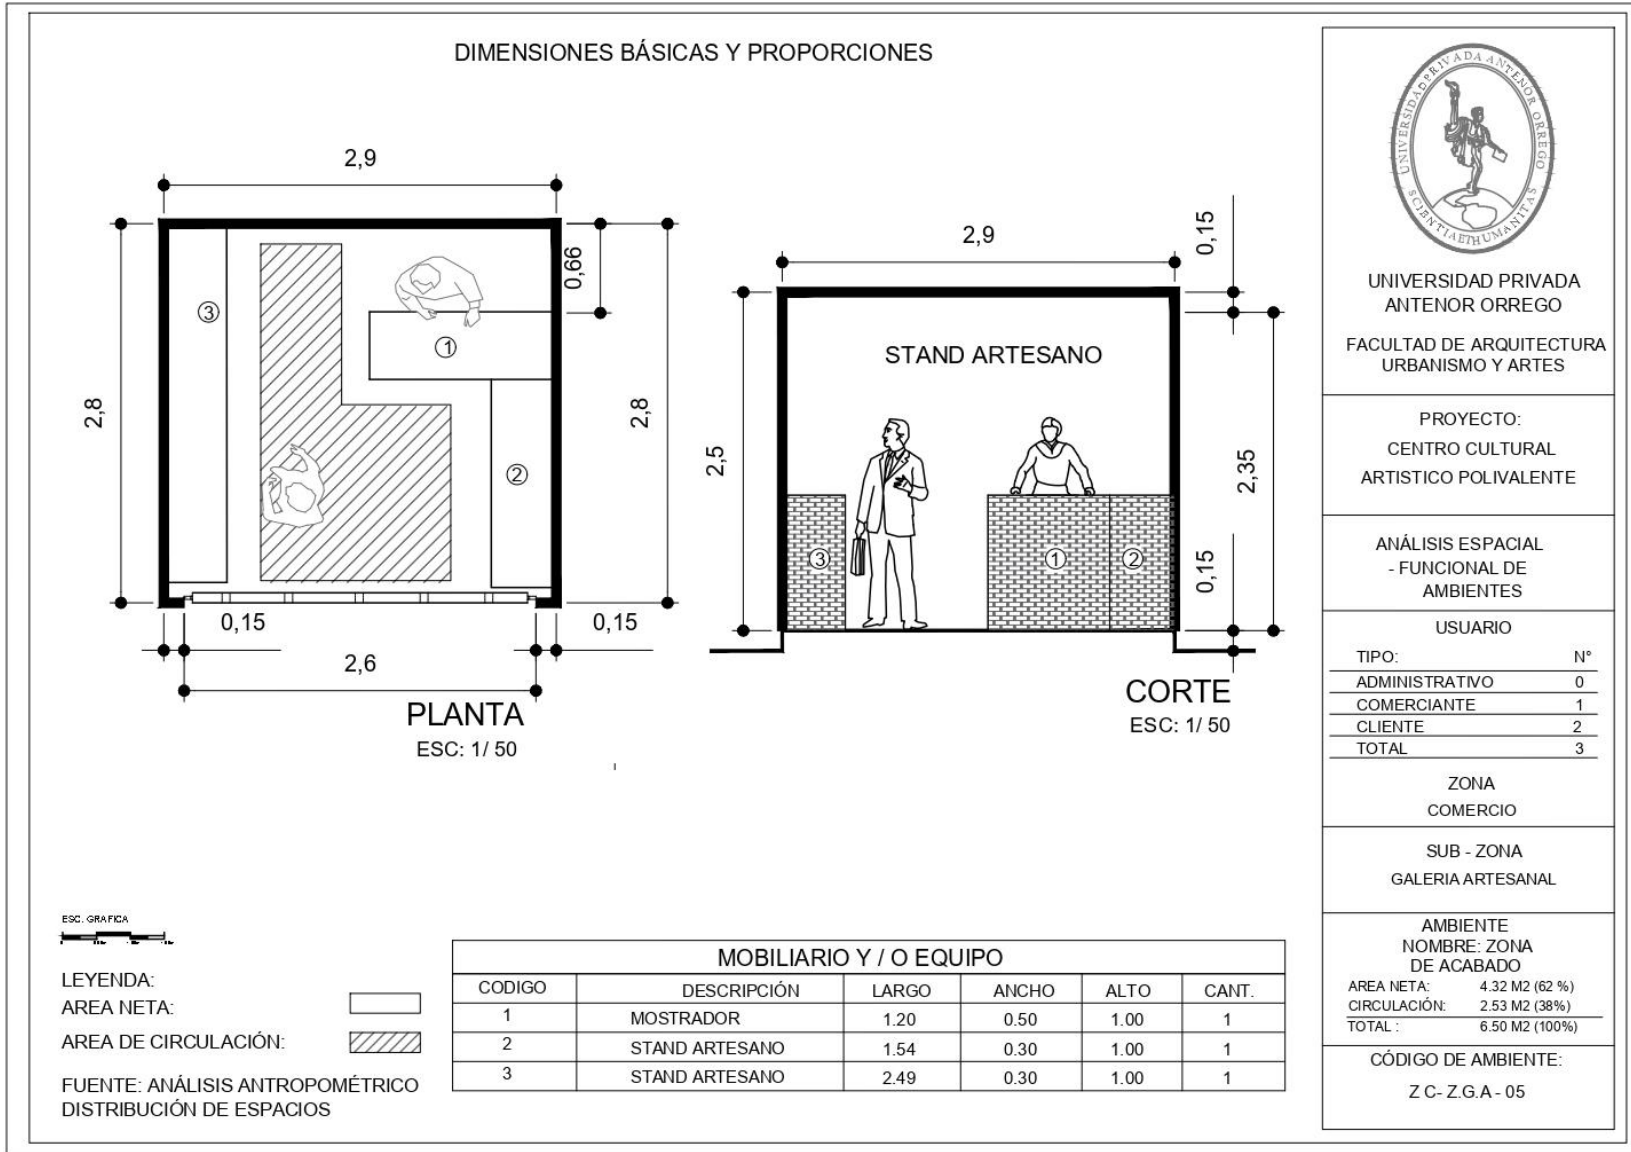 DIMENSIONES BÁSICAS Y PROPORCIONES
2,9
2,8
0,66
2,8
3
1
2
0,15
0,15
2,6
PLANTA
ESC: 1/ 50
2,9
0,15
STAND ARTESANO
2,5
2,35
0,15
3
1
2
CORTE
ESC: 1/ 50
ESC. GRAFICA
LEYENDA:
AREA NETA:
AREA DE CIRCULACIÓN:
FUENTE: ANÁLISIS ANTROPOMÉTRICO
DISTRIBUCIÓN DE ESPACIOS
MOBILIARIO Y / O EQUIPO
CODIGO DESCRIPCIÓN LARGO ANCHO ALTO CANT.
1 MOSTRADOR 1.20 0.50 1.00 1
2 STAND ARTESANO 1.54 0.30 1.00 1
3 STAND ARTESANO 2.49 0.30 1.00 1
UNIVERSIDAD PRIVADA ANTENOR ORREGO
SCIENTIA ET HUMANITAS
UNIVERSIDAD PRIVADA
ANTENOR ORREGO
FACULTAD DE ARQUITECTURA
URBANISMO Y ARTES
PROYECTO:
CENTRO CULTURAL
ARTISTICO POLIVALENTE
ANÁLISIS ESPACIAL
- FUNCIONAL DE
AMBIENTES
USUARIO
TIPO: N°
ADMINISTRATIVO 0
COMERCIANTE 1
CLIENTE 2
TOTAL 3
ZONA
COMERCIO
SUB - ZONA
GALERIA ARTESANAL
AMBIENTE
NOMBRE: ZONA
DE ACABADO
AREA NETA: 4.32 M2 (62 %)
CIRCULACIÓN: 2.53 M2 (38%)
TOTAL : 6.50 M2 (100%)
CÓDIGO DE AMBIENTE:
Z C- Z.G.A - 05